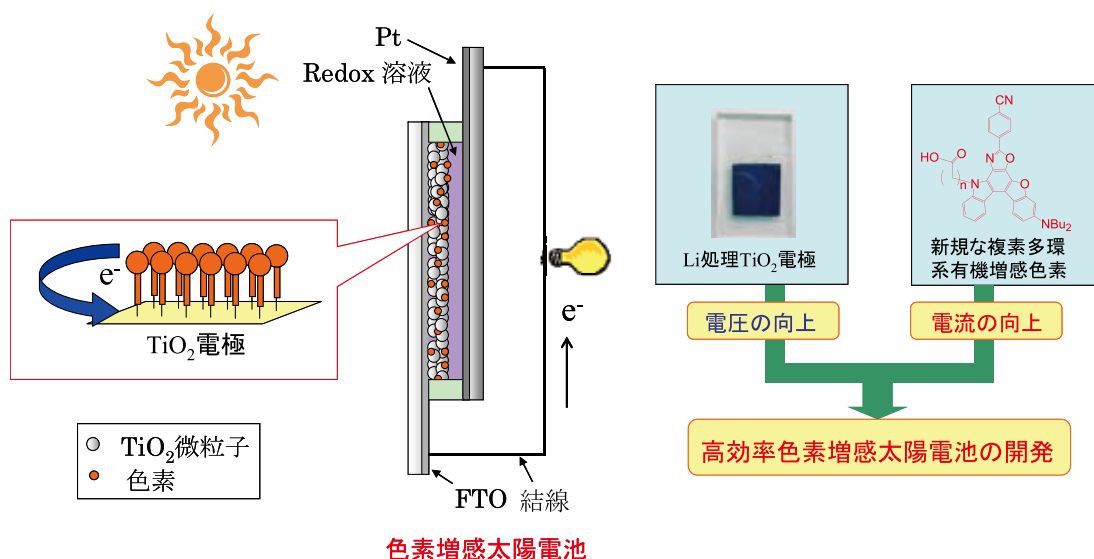 Pt
Redox 溶液
e⁻
TiO₂電極
TiO₂微粒子
色素
FTO 結線
e⁻
色素増感太陽電池
Li処理TiO₂電極
CN
N
O
HO
O
n
N
O
NBu₂
新規な複素多環
系有機増感色素
電圧の向上
電流の向上
高効率色素増感太陽電池の開発